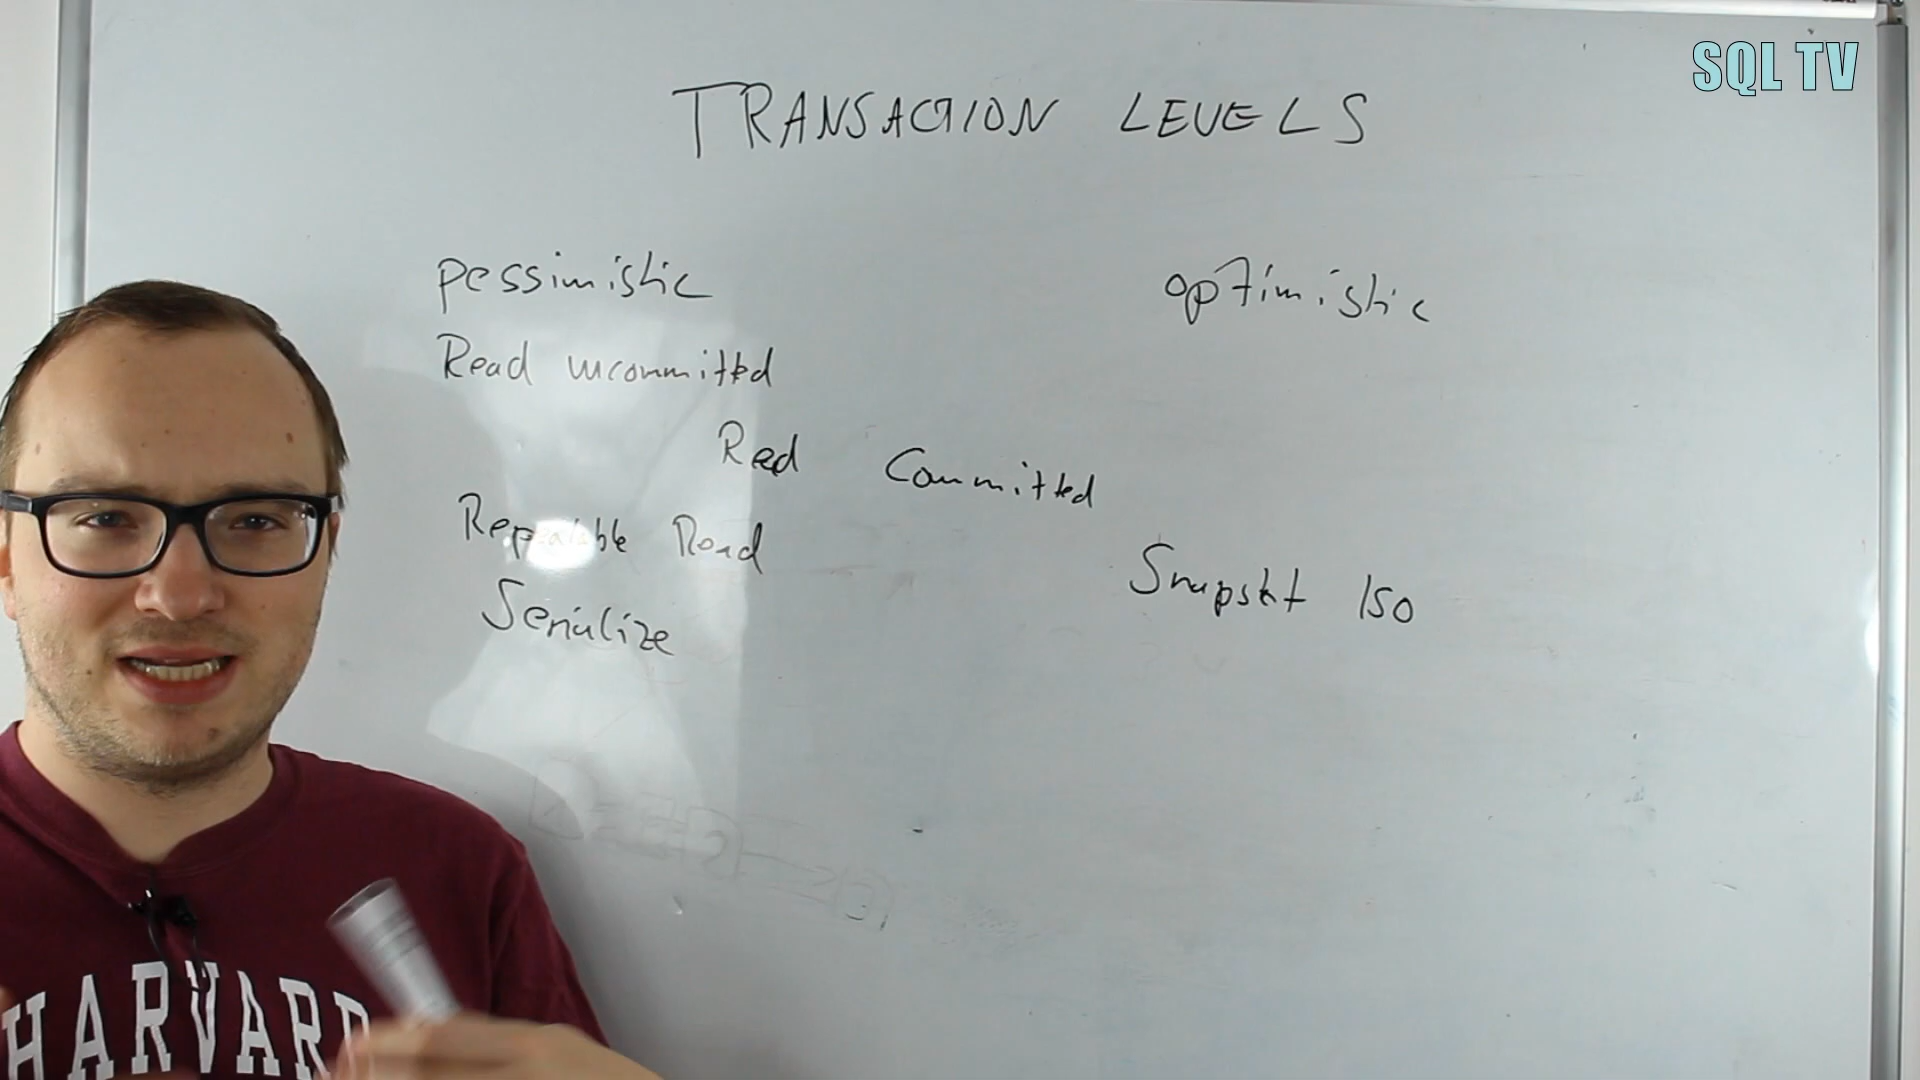 SQL TV
TRANSACTION LEVELS
pessimistic optimistic
Read uncommitted
Read Committed
Repeatable Read
Snapshot Iso
Serialize
HARVARD